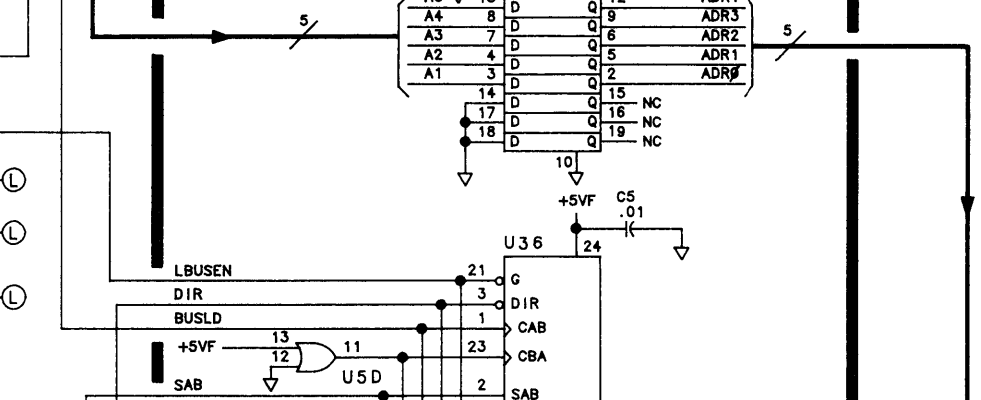 D Q
5 A4 8 D Q 9 ADR3
A3 7 D Q 6 ADR2 5
A2 4 D Q 5 ADR1
A1 3 D Q 2 ADR0
14 D Q 15 NC
17 D Q 16 NC
18 D Q 19 NC
10
L
+5VF C5
.01
L
U36 24
LBUSEN 21 G
L
DIR 3 DIR
BUSLD 1 CAB
+5VF 13 11 23 CBA
12
U5D
SAB 2 SAB